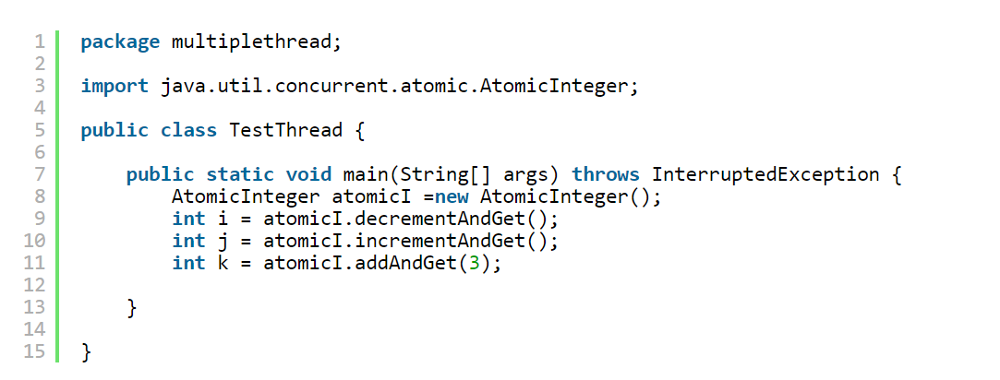 1 package multiplethread;
2
3 import java.util.concurrent.atomic.AtomicInteger;
4
5 public class TestThread {
6
7     public static void main(String[] args) throws InterruptedException {
8         AtomicInteger atomicI =new AtomicInteger();
9         int i = atomicI.decrementAndGet();
10         int j = atomicI.incrementAndGet();
11         int k = atomicI.addAndGet(3);
12
13     }
14
15 }